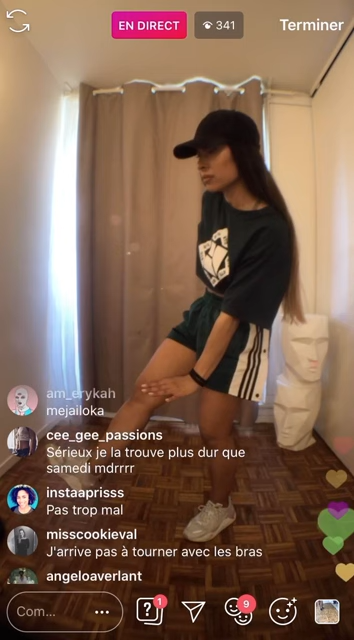 EN DIRECT
341
Terminer
am_erykah
mejailoka
cee_gee_passions
Sérieux je la trouve plus dur que
samedi mdrrr
instaaprisss
Pas trop mal
misscookieval
J'arrive pas à tourner avec les bras
angeloaverlant
Com...
1
9